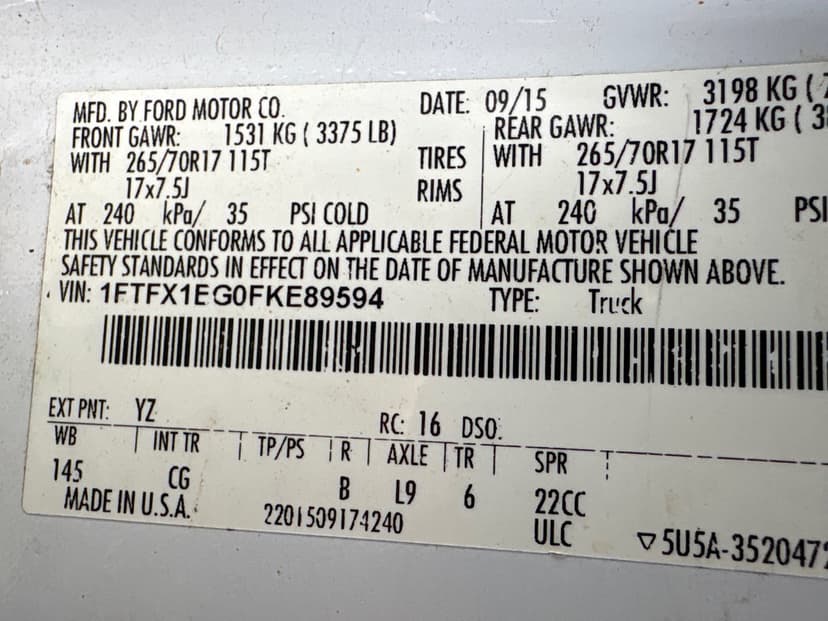 MFD. BY FORD MOTOR CO. DATE: 09/15 GVWR: 3198 KG (
FRONT GAWR: 1531 KG ( 3375 LB) REAR GAWR: 1724 KG ( 3
WITH 265/70R17 115T TIRES WITH 265/70R17 115T
17x7.5J RIMS 17x7.5J
AT 240 kPa/ 35 PSI COLD AT 240 kPa/ 35 PSI
THIS VEHICLE CONFORMS TO ALL APPLICABLE FEDERAL MOTOR VEHICLE
SAFETY STANDARDS IN EFFECT ON THE DATE OF MANUFACTURE SHOWN ABOVE.
VIN: 1FTFX1EG0FKE89594 TYPE: Truck
EXT PNT: YZ RC: 16 DSO:
WB INT TR TP/PS R AXLE TR SPR
145 CG B L9 6 22CC
MADE IN U.S.A. 2201509174240 ULC ▽5U5A-3520472